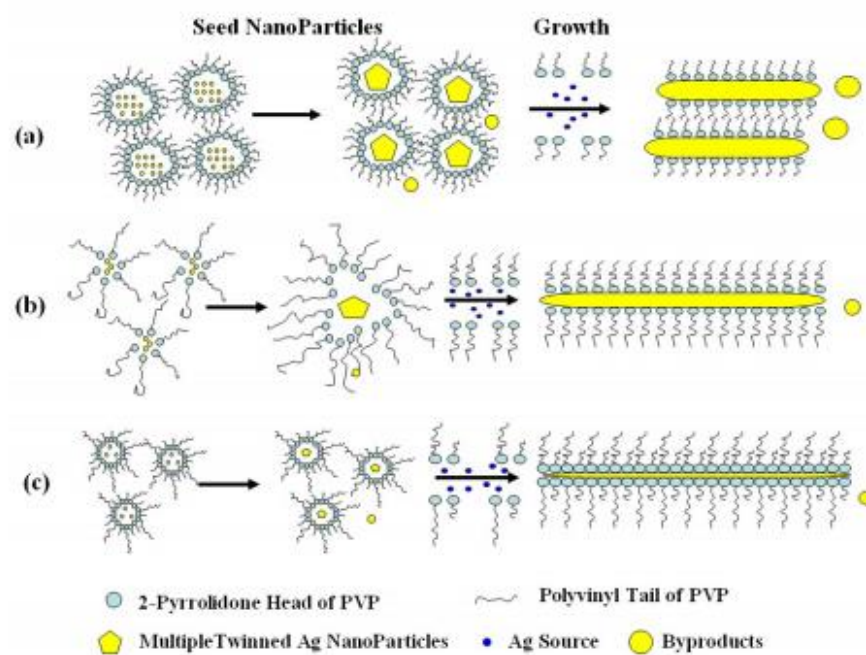 Seed NanoParticles Growth
(a)
(b)
(c)
2-Pyrrolidone Head of PVP Polyvinyl Tail of PVP
MultipleTwinned Ag NanoParticles Ag Source Byproducts